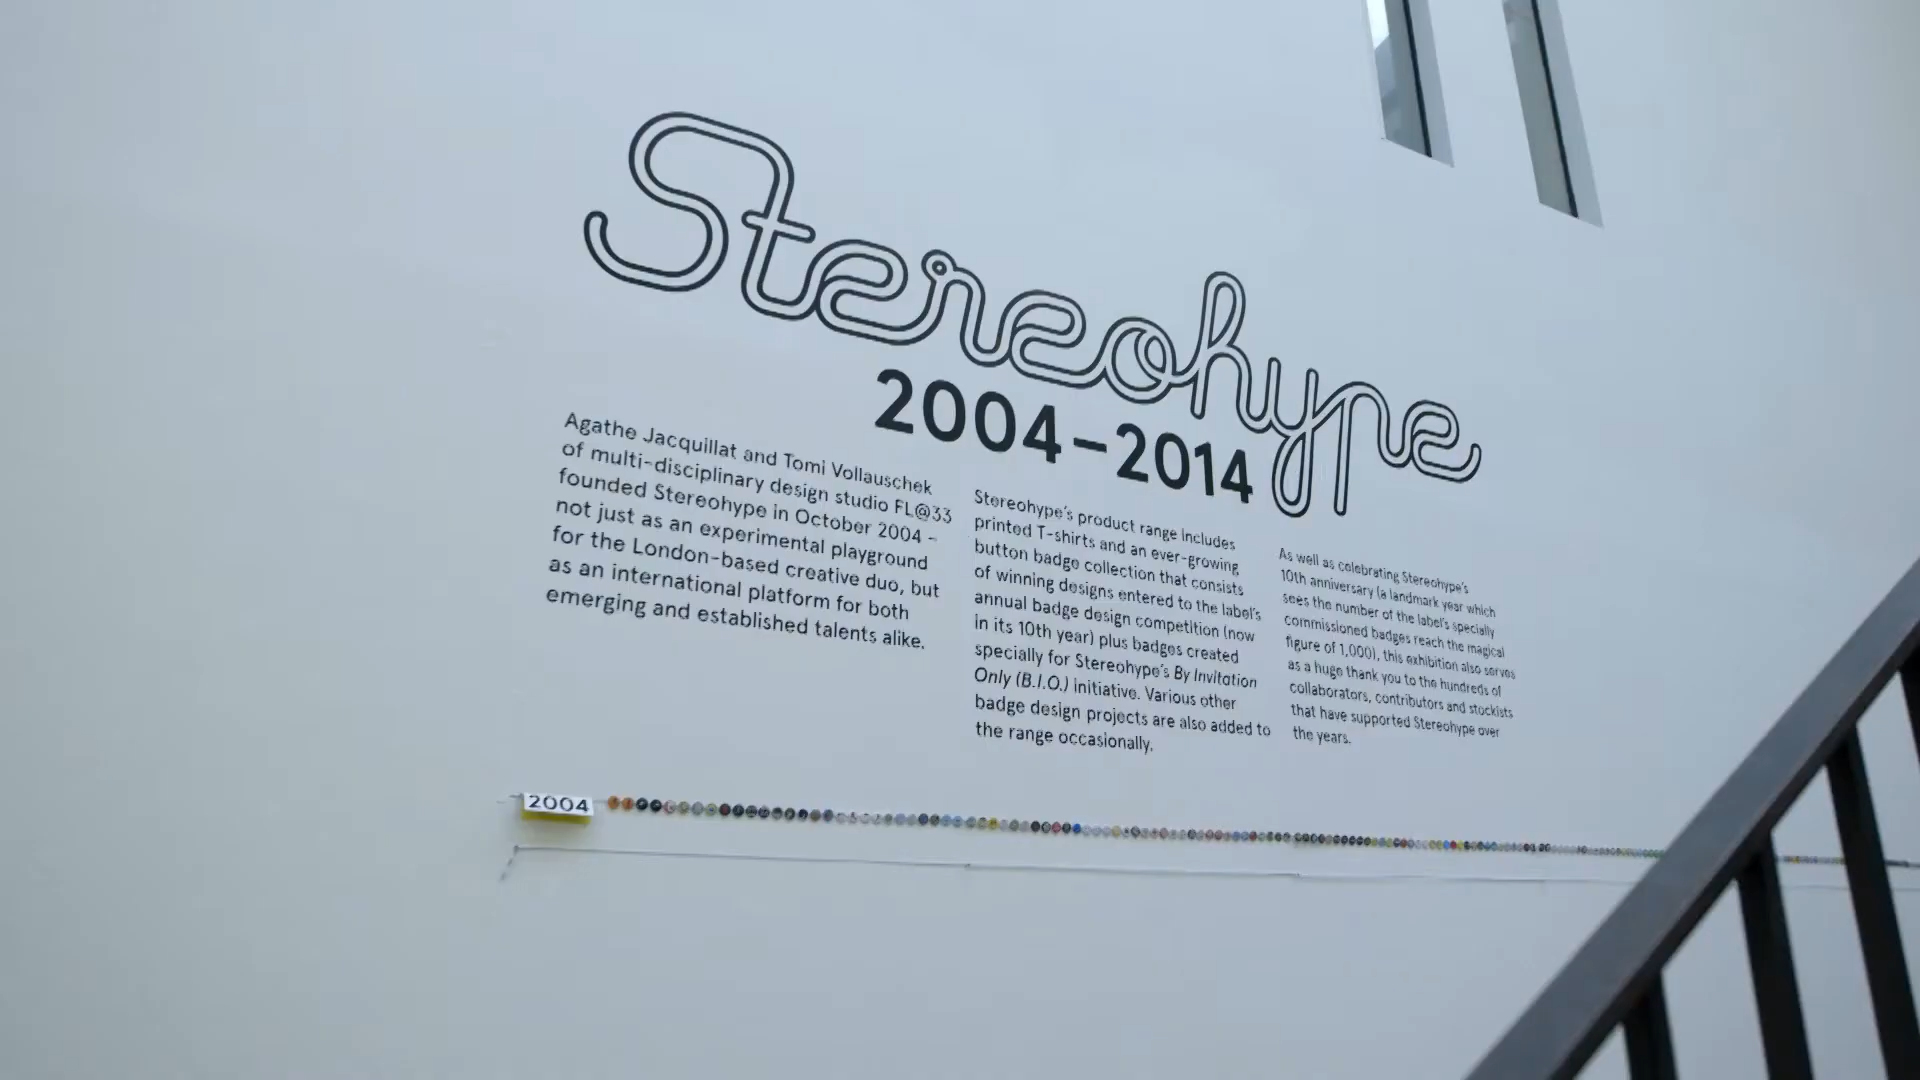 Stereohype
2004–2014
Agathe Jacquillat and Tomi Vollauschek
of multi-disciplinary design studio FL@33
founded Stereohype in October 2004 –
not just as an experimental playground
for the London-based creative duo, but
as an international platform for both
emerging and established talents alike.
Stereohype's product range includes
printed T-shirts and an ever-growing
button badge collection that consists
of winning designs entered to the label's
annual badge design competition (now
in its 10th year) plus badges created
specially for Stereohype's By Invitation
Only (B.I.O.) initiative. Various other
badge design projects are also added to
the range occasionally.
As well as celebrating Stereohype's
10th anniversary (a landmark year which
sees the number of the label's specially
commissioned badges reach the magical
figure of 1,000), this exhibition also serves
as a huge thank you to the hundreds of
collaborators, contributors and stockists
that have supported Stereohype over
the years.
2004